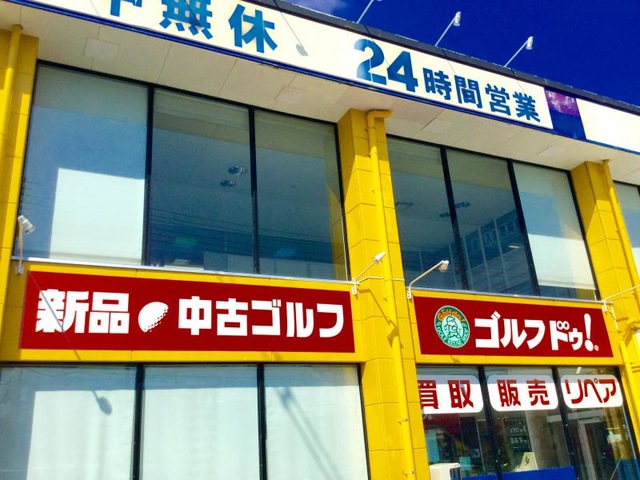 中無休 24時間営業
新品 中古ゴルフ
ゴルフドゥ!
買取 販売 リペア